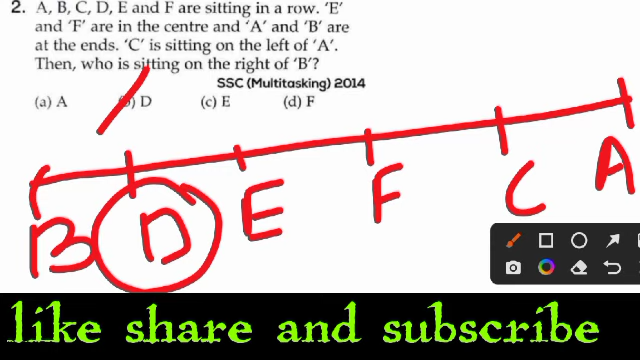 2. A, B, C, D, E and F are sitting in a row. ‘E’
and ‘F’ are in the centre and ‘A’ and ‘B’ are
at the ends. ‘C’ is sitting on the left of ‘A’.
Then, who is sitting on the right of ‘B’?
SSC (Multitasking) 2014
(a) A (b) D (c) E (d) F
B D E F C A
like share and subscribe